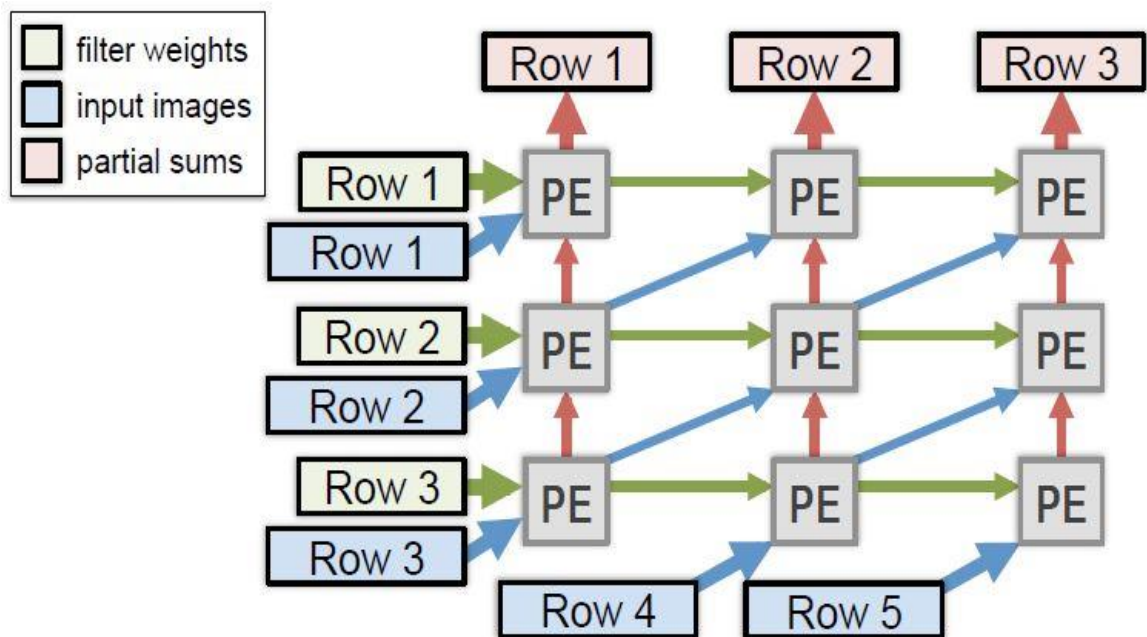 filter weights
input images
partial sums
Row 1
Row 2
Row 3
Row 1
PE
PE
PE
Row 1
Row 2
PE
PE
PE
Row 2
Row 3
PE
PE
PE
Row 3
Row 4
Row 5